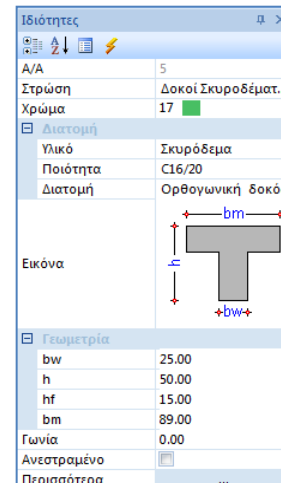 Ιδιότητες
Α/Α 5
Στρώση Δοκοί Σκυροδέματ.
Χρώμα 17
Διατομή
Υλικό Σκυρόδεμα
Ποιότητα C16/20
Διατομή Ορθογωνική δοκό
Εικόνα
bm
h
bw
Γεωμετρία
bw 25.00
h 50.00
hf 15.00
bm 89.00
Γωνία 0.00
Ανεστραμένο
Περισσότερα ...